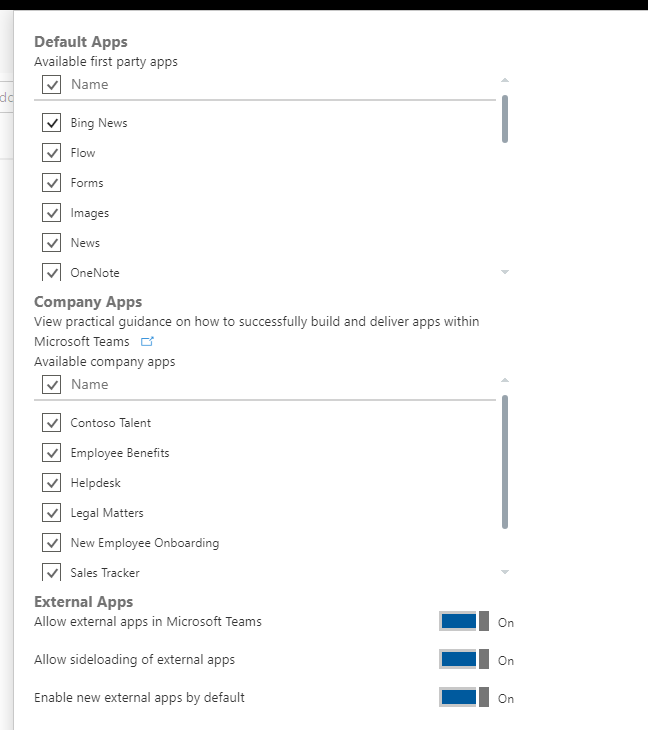 Default Apps
Available first party apps
Name
Bing News
Flow
Forms
Images
News
OneNote
Company Apps
View practical guidance on how to successfully build and deliver apps within
Microsoft Teams
Available company apps
Name
Contoso Talent
Employee Benefits
Helpdesk
Legal Matters
New Employee Onboarding
Sales Tracker
External Apps
Allow external apps in Microsoft Teams On
Allow sideloading of external apps On
Enable new external apps by default On